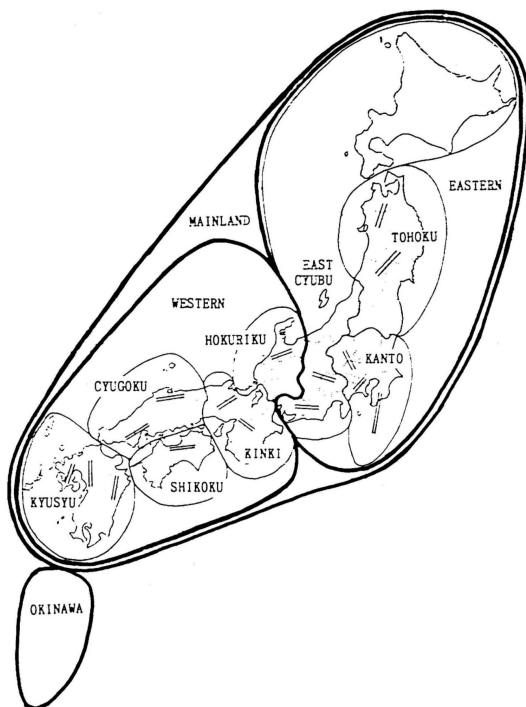 EASTERN
MAINLAND
TOHOKU
EAST
CYUBU
WESTERN
HOKURIKU
KANTO
CYUGOKU
KINKI
SHIKOKU
KYUSYU
OKINAWA